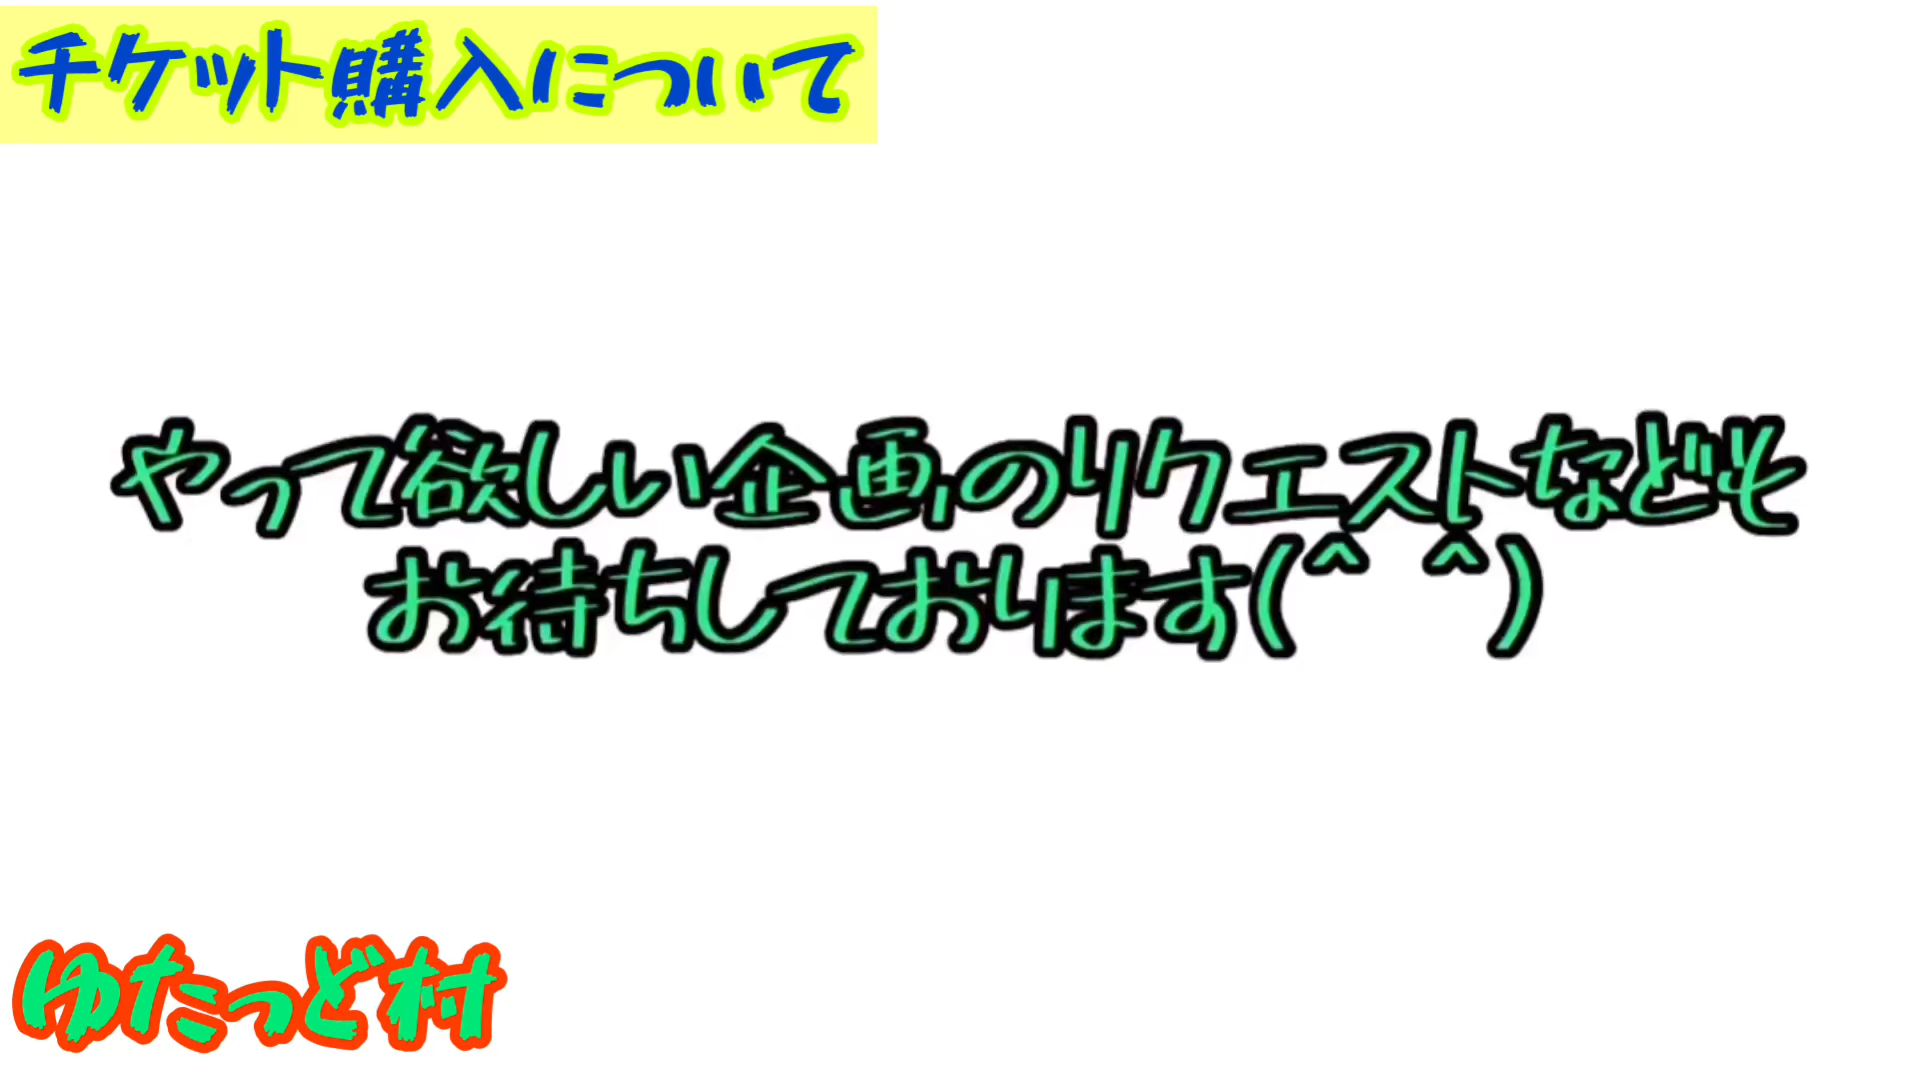 チケット購入について
やって欲しい企画のリクエストなども
お待ちしております(^ ^)
ゆたっど村